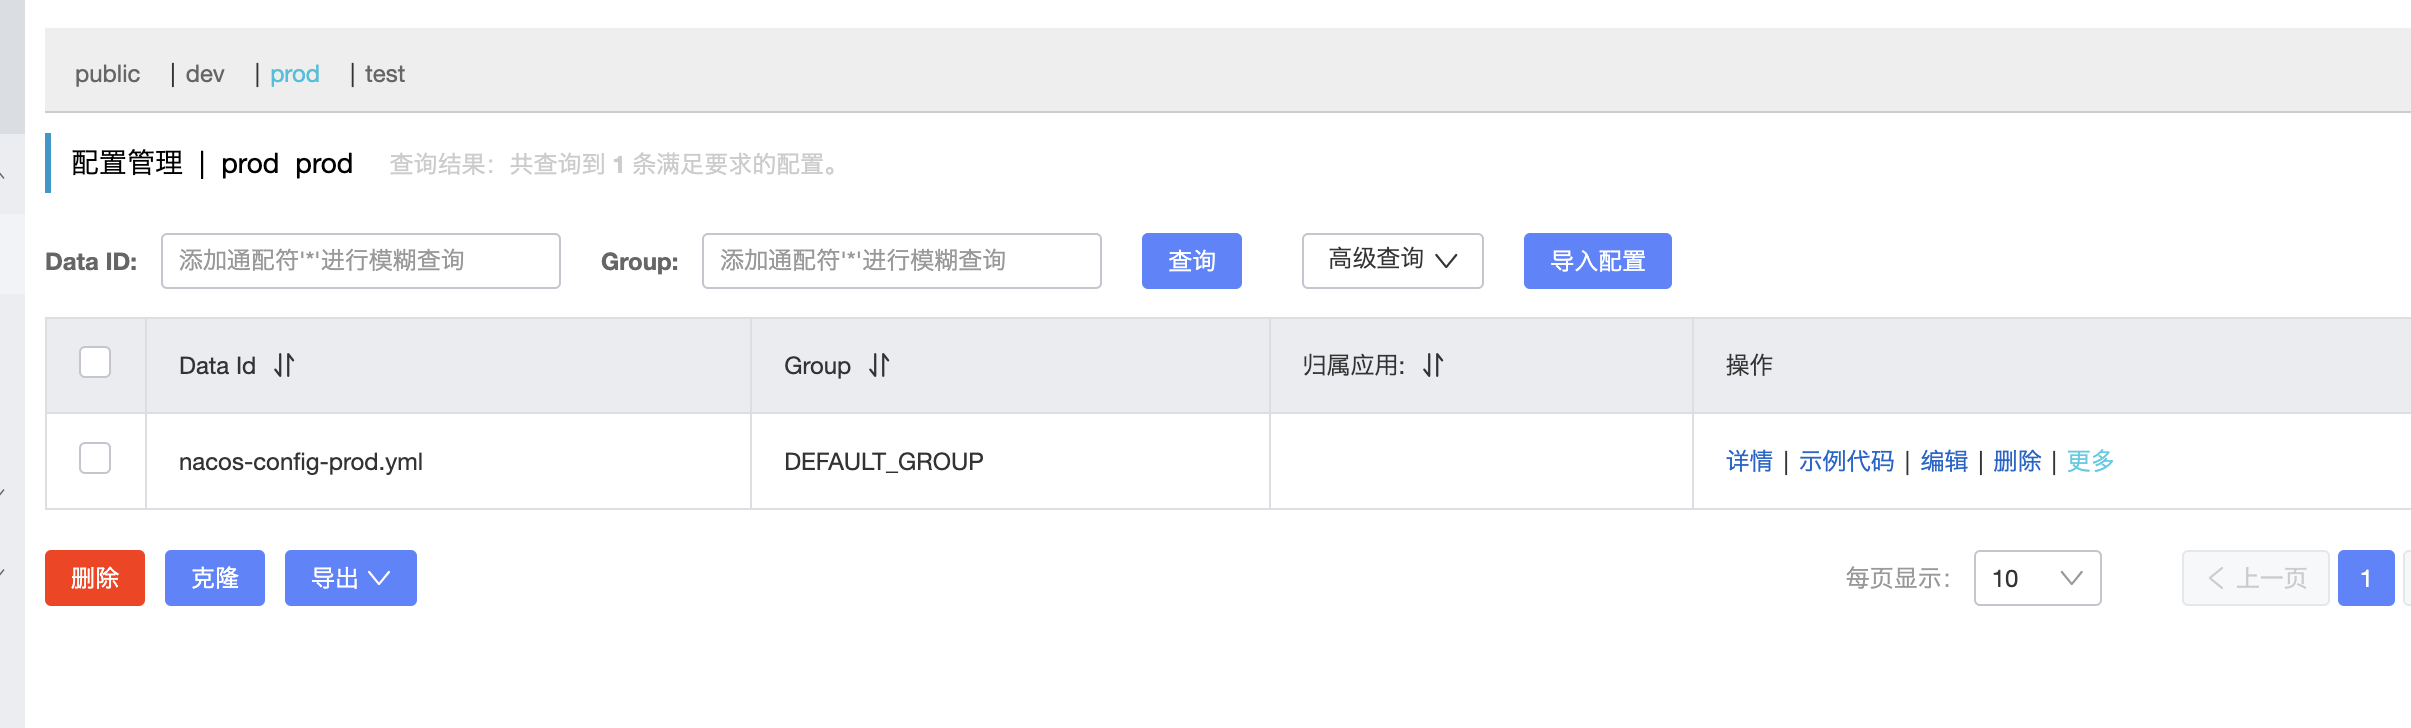 public | dev | prod | test
配置管理 | prod prod 查询结果：共查询到 1 条满足要求的配置。
Data ID: 添加通配符'*'进行模糊查询 Group: 添加通配符'*'进行模糊查询 查询 高级查询 导入配置
Data Id Group 归属应用: 操作
nacos-config-prod.yml DEFAULT_GROUP 详情 | 示例代码 | 编辑 | 删除 | 更多
删除 克隆 导出 每页显示： 10 上一页 1